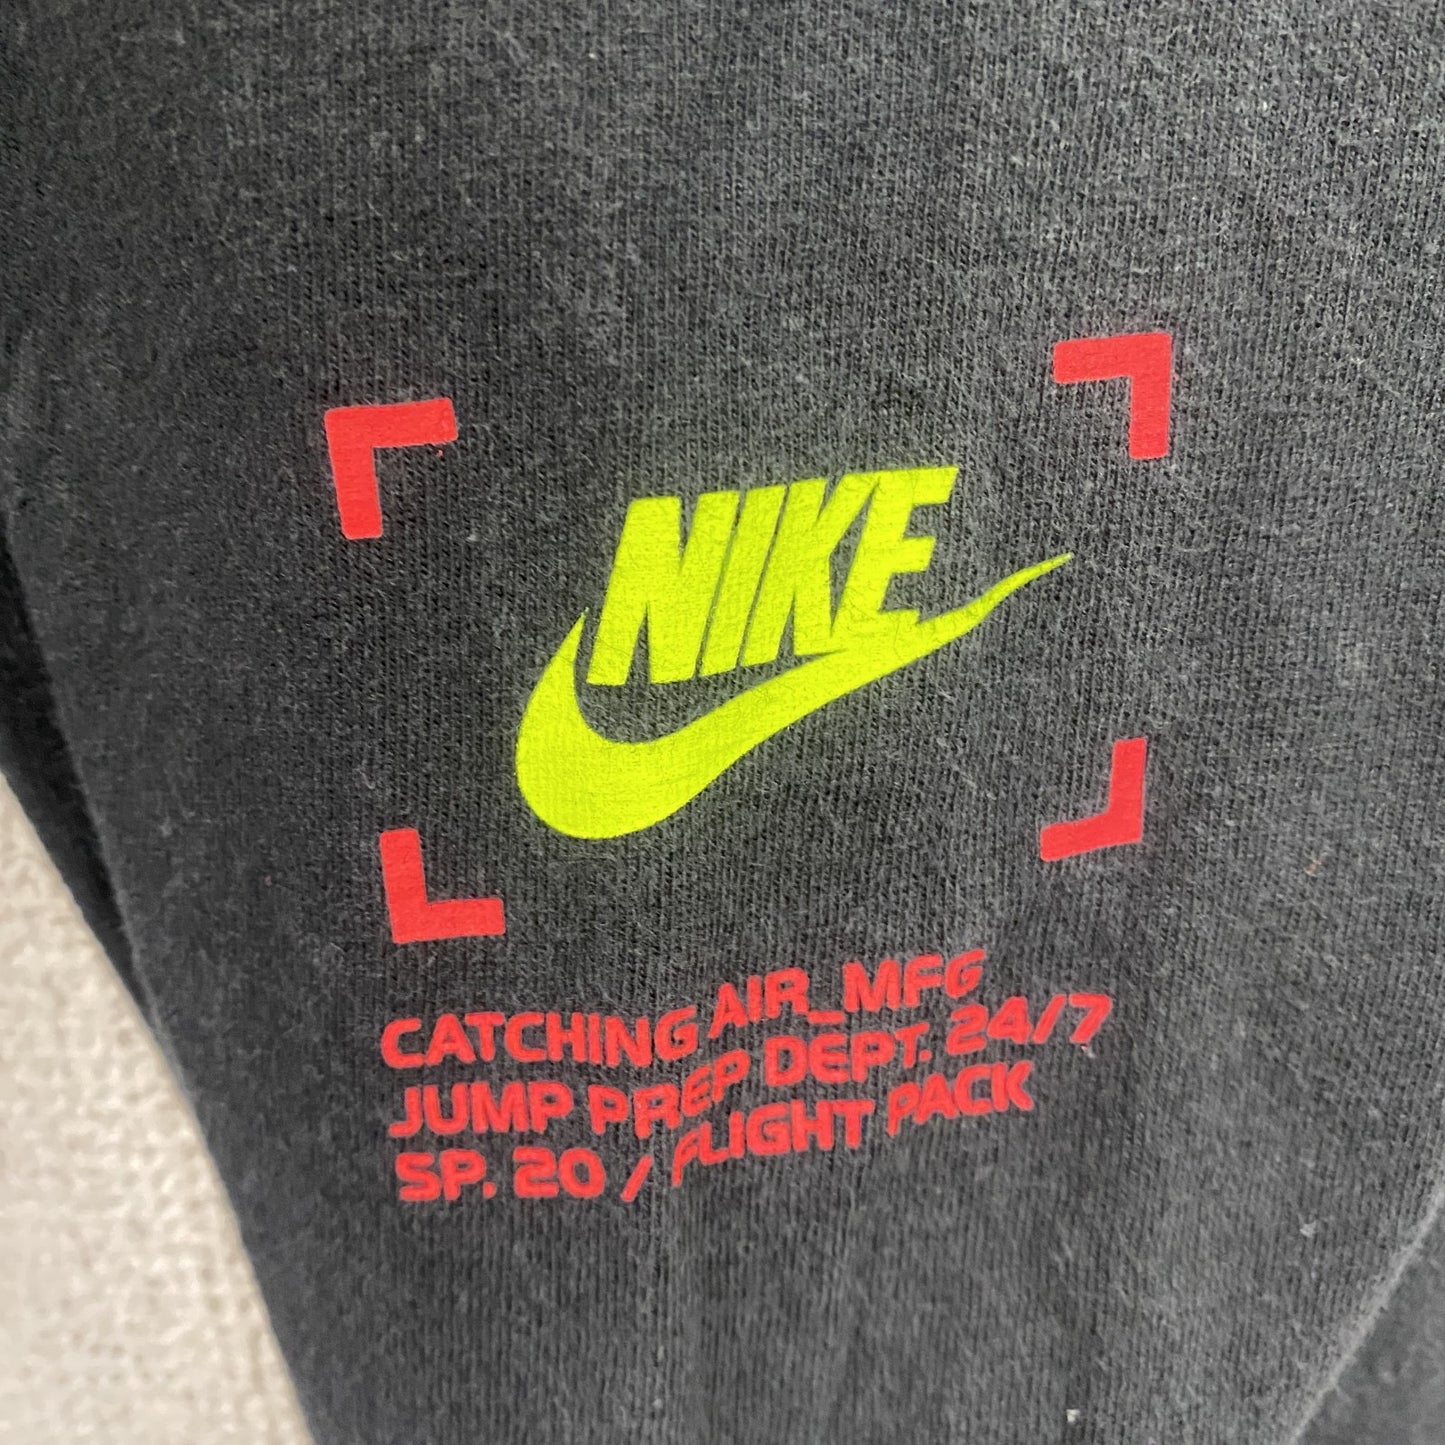 NIKE
CATCHING AIR_MFG
JUMP PREP DEPT. 24/7
SP. 20 / FLIGHT PACK